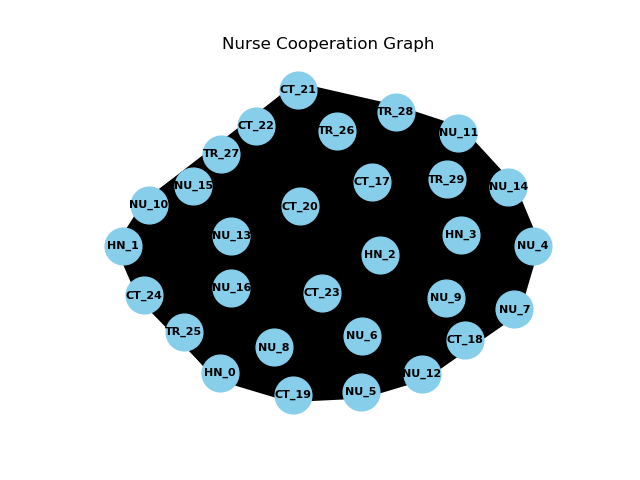 Nurse Cooperation Graph
CT_21
TR_28
CT_22
TR_26
NU_11
TR_27
CT_17
TR_29
NU_15
NU_14
NU_10
CT_20
NU_13
HN_3
HN_1
NU_4
HN_2
NU_16
CT_23
CT_24
NU_9
NU_7
TR_25
NU_6
CT_18
NU_8
HN_0
NU_12
NU_5
CT_19